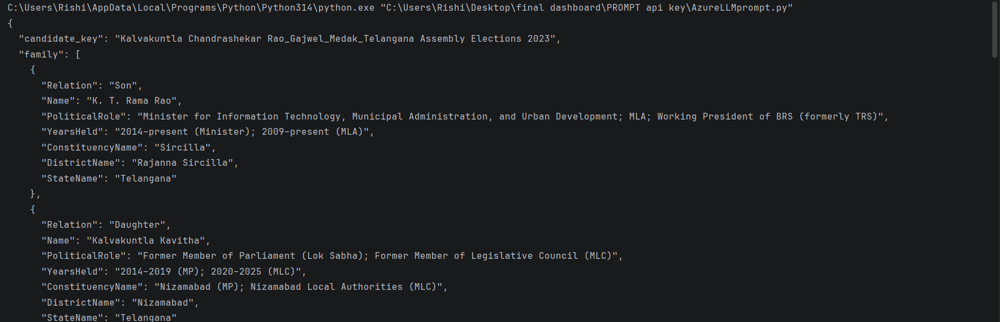 C:\Users\Rishi\AppData\Local\Programs\Python\Python314\python.exe "C:\Users\Rishi\Desktop\final dashboard\PROMPT api key\AzureLLMprompt.py"
{
  "candidate_key": "Kalvakuntla Chandrashekar Rao_Gajwel_Medak_Telangana Assembly Elections 2023",
  "family": [
    {
      "Relation": "Son",
      "Name": "K. T. Rama Rao",
      "PoliticalRole": "Minister for Information Technology, Municipal Administration, and Urban Development; MLA; Working President of BRS (formerly TRS)",
      "YearsHeld": "2014–present (Minister); 2009–present (MLA)",
      "ConstituencyName": "Sircilla",
      "DistrictName": "Rajanna Sircilla",
      "StateName": "Telangana"
    },
    {
      "Relation": "Daughter",
      "Name": "Kalvakuntla Kavitha",
      "PoliticalRole": "Former Member of Parliament (Lok Sabha); Former Member of Legislative Council (MLC)",
      "YearsHeld": "2014–2019 (MP); 2020–2025 (MLC)",
      "ConstituencyName": "Nizamabad (MP); Nizamabad Local Authorities (MLC)",
      "DistrictName": "Nizamabad",
      "StateName": "Telangana"